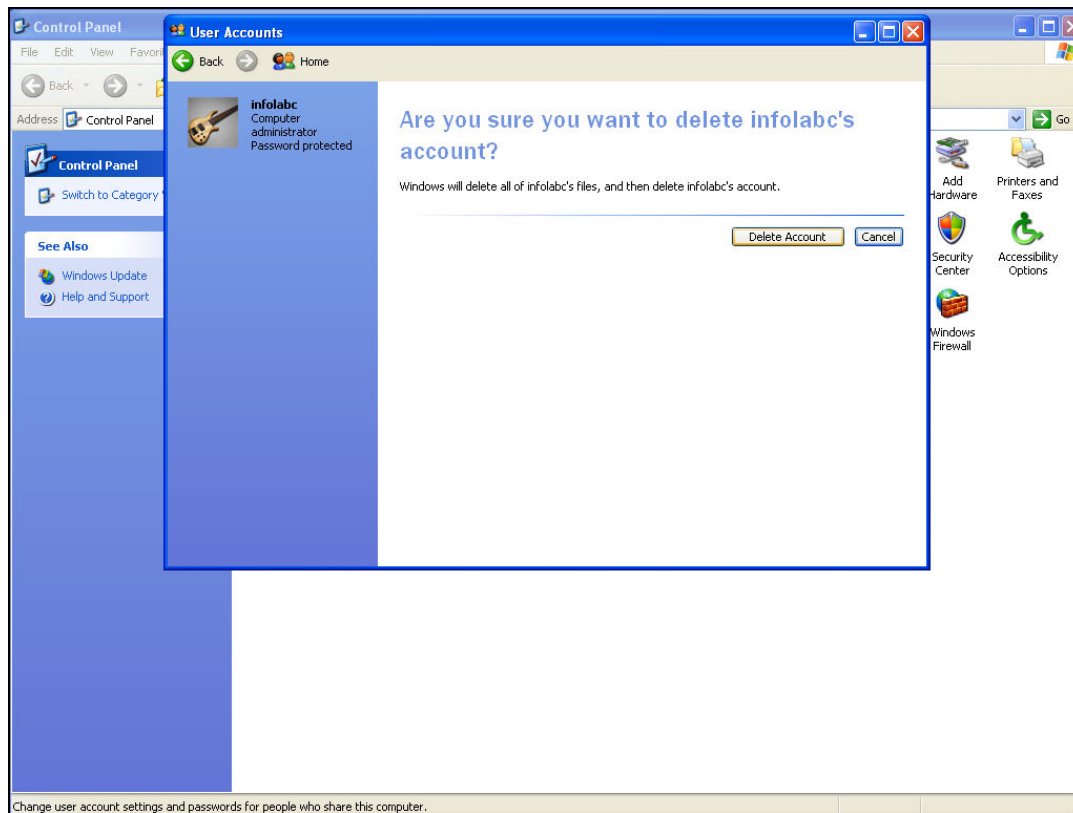 Control Panel
File Edit View
Back
Address Control Panel
Go
Control Panel
Switch to Category
See Also
Windows Update
Help and Support
User Accounts
Back Home
infolabc
Computer
administrator
Password protected
Are you sure you want to delete infolabc's
account?
Windows will delete all of infolabc's files, and then delete infolabc's account.
Delete Account Cancel
Add
Hardware
Printers and
Faxes
Security
Center
Accessibility
Options
Windows
Firewall
Change user account settings and passwords for people who share this computer.